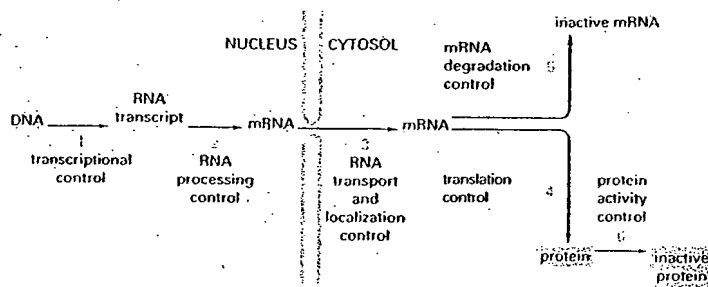 inactive mRNA
NUCLEUS CYTOSOL
mRNA
degradation
control
5
RNA
transcript
DNA
mRNA
mRNA
1
transcriptional
control
2
RNA
processing
control
3
RNA
transport
and
localization
control
translation
control
4
protein
activity
control
6
protein
inactive
protein